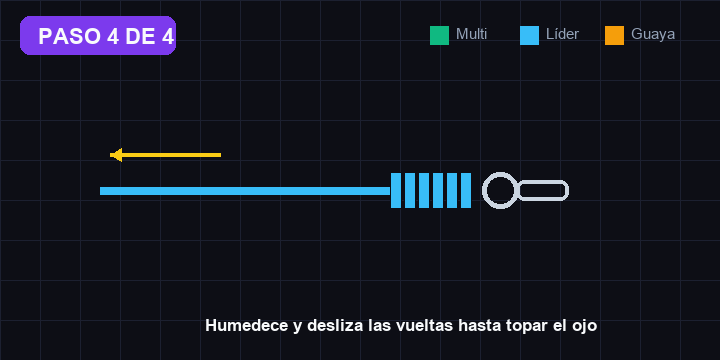 PASO 4 DE 4
Multi
Líder
Guaya
Humedece y desliza las vueltas hasta topar el ojo